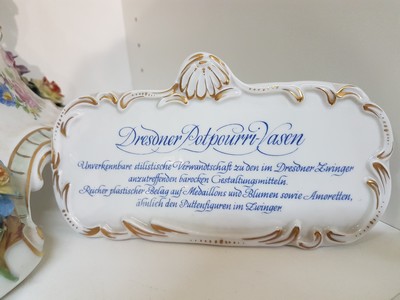 Dresdner Potpourri-Vasen
Unverkennbare stilistische Verwandtschaft zu den im Dresdner Zwinger
anzutreffenden barocken Gestaltungsmitteln.
Reicher plastischer Belag auf Medaillons und Blumen sowie Amoretten,
ähnlich den Puttenfiguren im Zwinger.